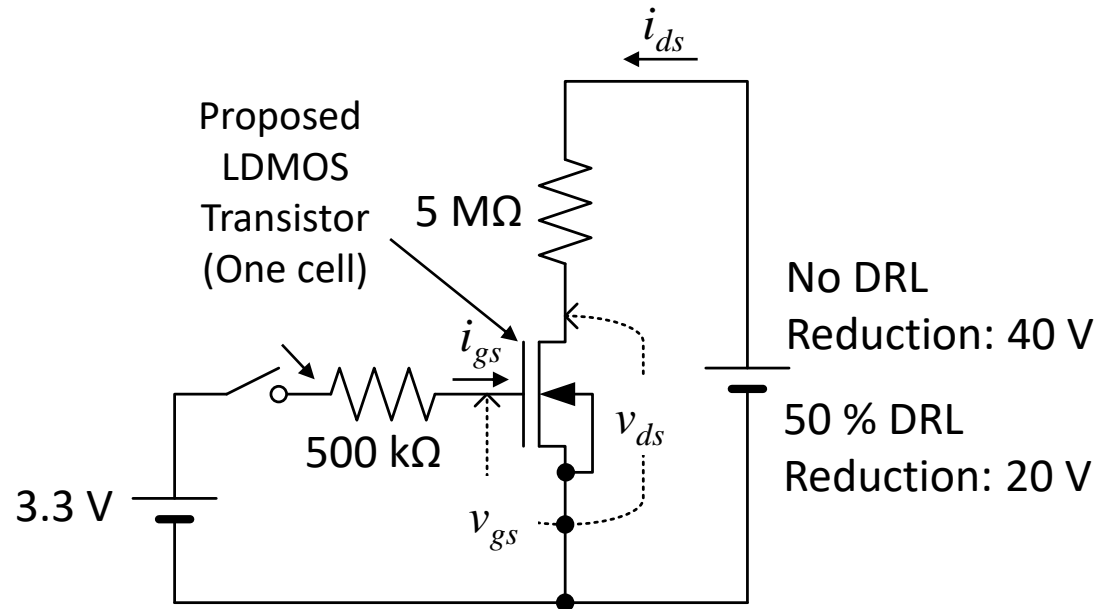 i_ds
Proposed
LDMOS
Transistor
(One cell)
5 MΩ
No DRL
Reduction: 40 V
i_gs
500 kΩ
v_ds
50 % DRL
Reduction: 20 V
3.3 V
v_gs